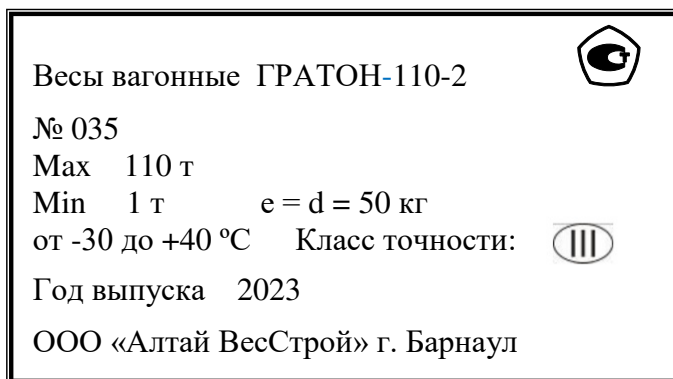 Весы вагонные ГРАТОН-110-2
№ 035
Max 110 т
Min 1 т e = d = 50 кг
от -30 до +40 ºС Класс точности: III
Год выпуска 2023
ООО «Алтай ВесСтрой» г. Барнаул